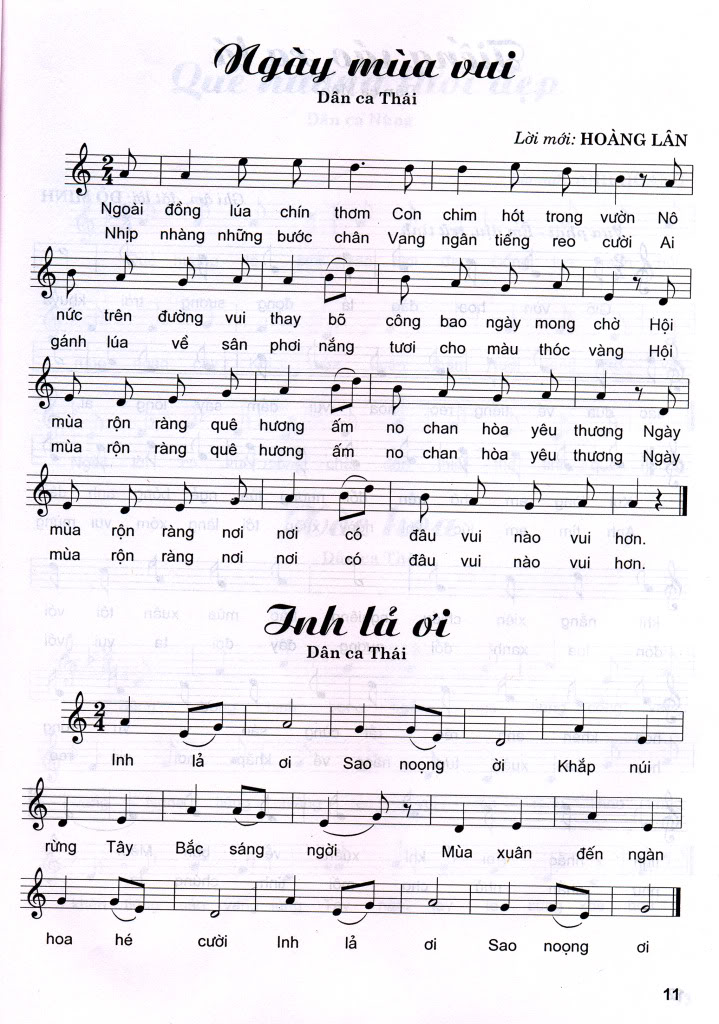 Ngày mùa vui
Dân ca Thái
Lời mới: HOÀNG LÂN
2
4
Ngoài đồng lúa chín thơm Con chim hót trong vườn Nô
Nhịp nhàng những bước chân Vang ngân tiếng reo cười Ai
nức trên đường vui thay bõ công bao ngày mong chờ Hội
gánh lúa về sân phơi nắng tươi cho màu thóc vàng Hội
mùa rộn ràng quê hương ấm no chan hòa yêu thương Ngày
mùa rộn ràng quê hương ấm no chan hòa yêu thương Ngày
mùa rộn ràng nơi nơi có đâu vui nào vui hơn.
mùa rộn ràng nơi nơi có đâu vui nào vui hơn.
Inh lả ơi
Dân ca Thái
2
4
Inh lả ơi Sao noọng ời Khắp núi
rừng Tây Bắc sáng ngời Mùa xuân đến ngàn
hoa hé cười Inh lả ơi Sao noọng ơi
11